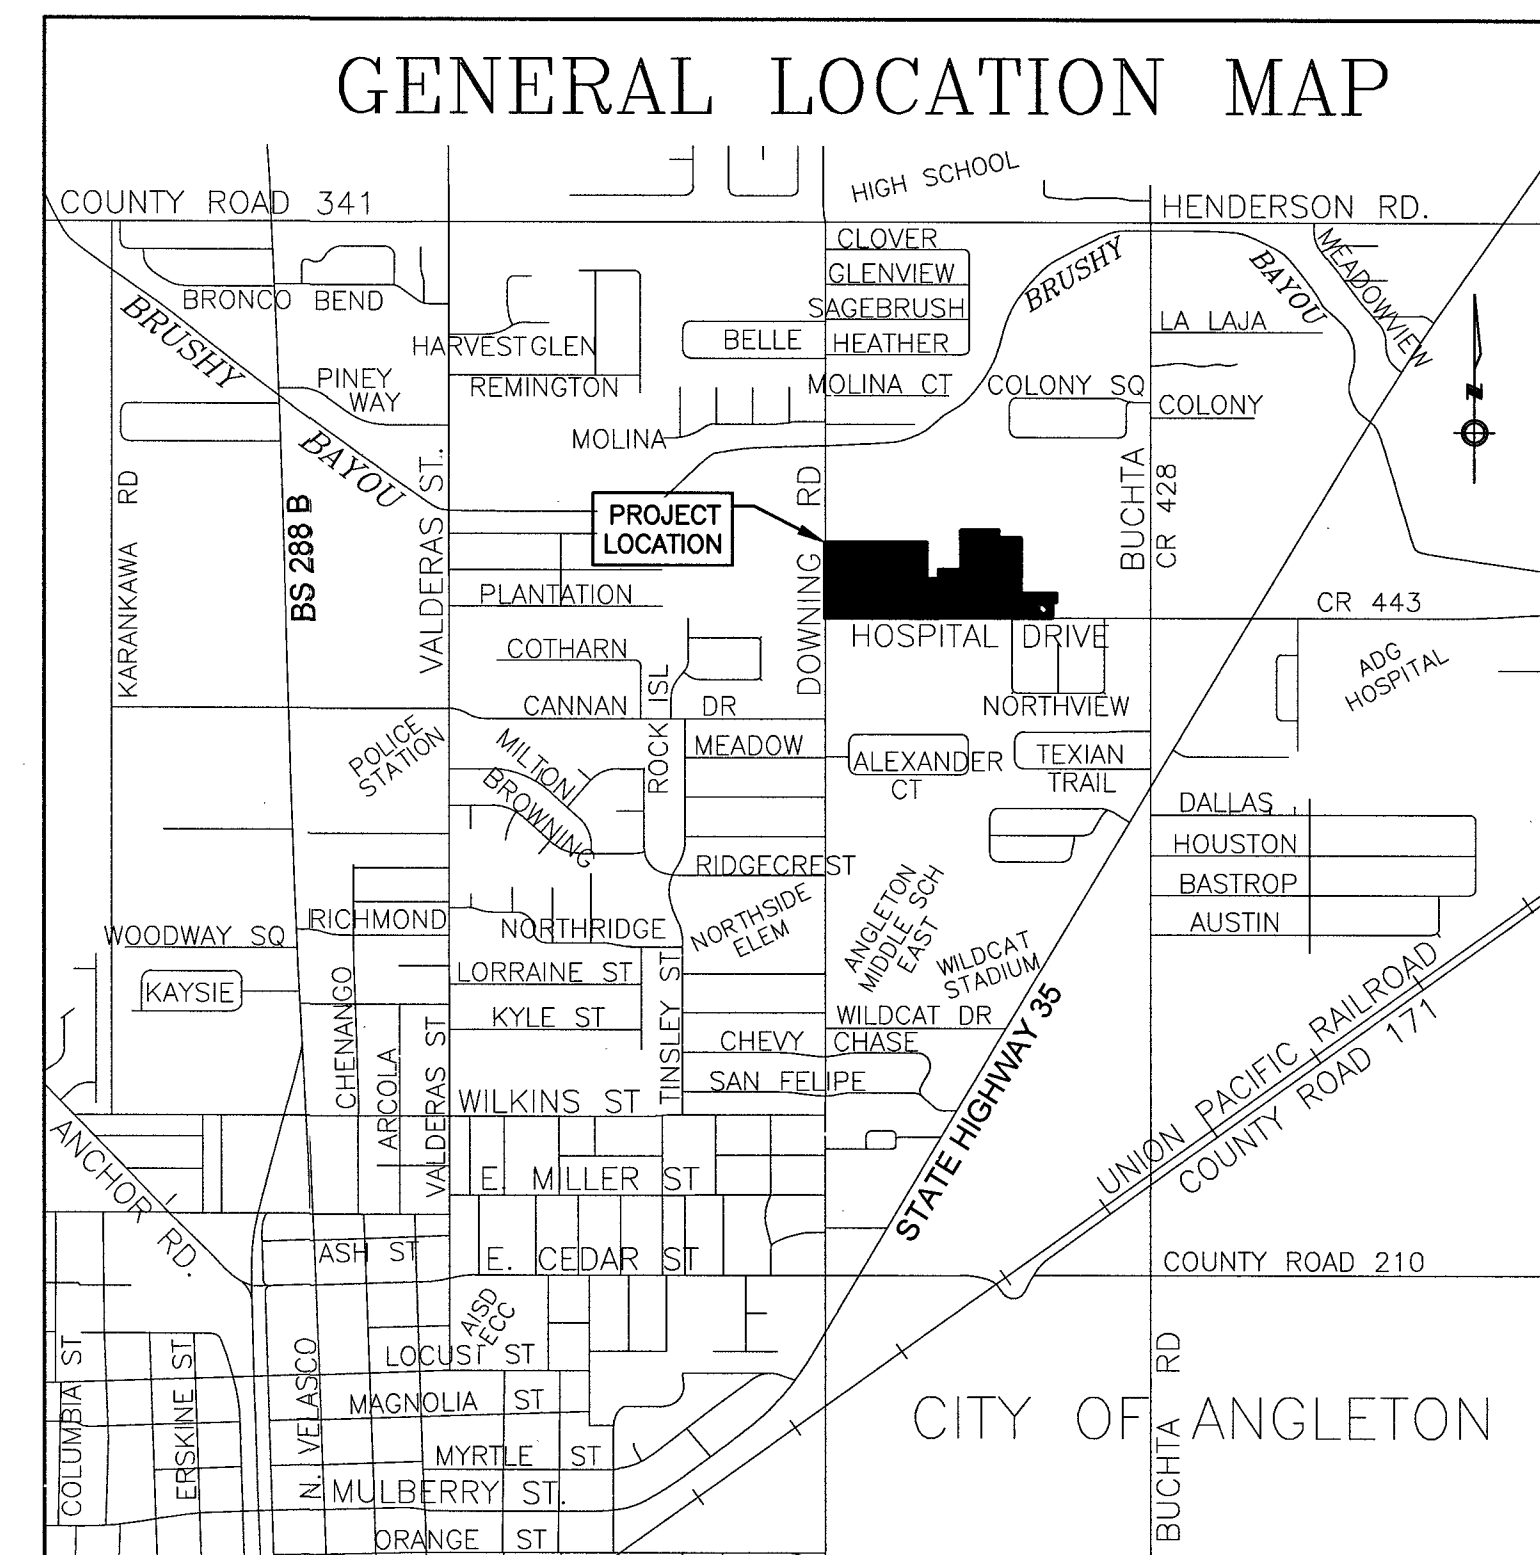 GENERAL LOCATION MAP
HIGH SCHOOL
COUNTY ROAD 341
HENDERSON RD.
CLOVER
GLENVIEW
SAGEBRUSH
BELLE
HEATHER
BRONCO BEND
BRUSHY
BAYOU
BRUSHY
BAYOU
MEADOWVIEW
LA LAJA
HARVESTGLEN
REMINGTON
PINEY
WAY
MOLINA CT
COLONY SQ
COLONY
MOLINA
N
KARANKAWA RD
BS 288 B
VALDERAS ST.
PROJECT
LOCATION
DOWNING RD
BUCHTA
CR 428
PLANTATION
CR 443
HOSPITAL DRIVE
COTHARN
ROCK ISL
CANNAN DR
NORTHVIEW
ADG
HOSPITAL
POLICE
STATION
MILTON
BROWNING
MEADOW
ALEXANDER
CT
TEXIAN
TRAIL
DALLAS
HOUSTON
BASTROP
AUSTIN
RIDGECREST
RICHMOND
NORTHRIDGE
NORTHSIDE
ELEM
ANGLETON
MIDDLE SCH
EAST
WILDCAT
STADIUM
WOODWAY SQ
KAYSIE
LORRAINE ST
KYLE ST
TINSLEY ST
WILDCAT DR
CHEVY CHASE
SAN FELIPE
CHENANGO
ARCOLA
VALDERAS ST
WILKINS ST
STATE HIGHWAY 35
UNION PACIFIC RAILROAD
COUNTY ROAD 171
ANCHOR RD.
E. MILLER ST
ASH ST
E. CEDAR ST
COUNTY ROAD 210
AISD
ECC
LOCUST ST
COLUMBIA ST
ERSKINE ST
N. VELASCO
MAGNOLIA ST
CITY OF ANGLETON
BUCHTA RD
MYRTLE ST
MULBERRY ST.
ORANGE ST